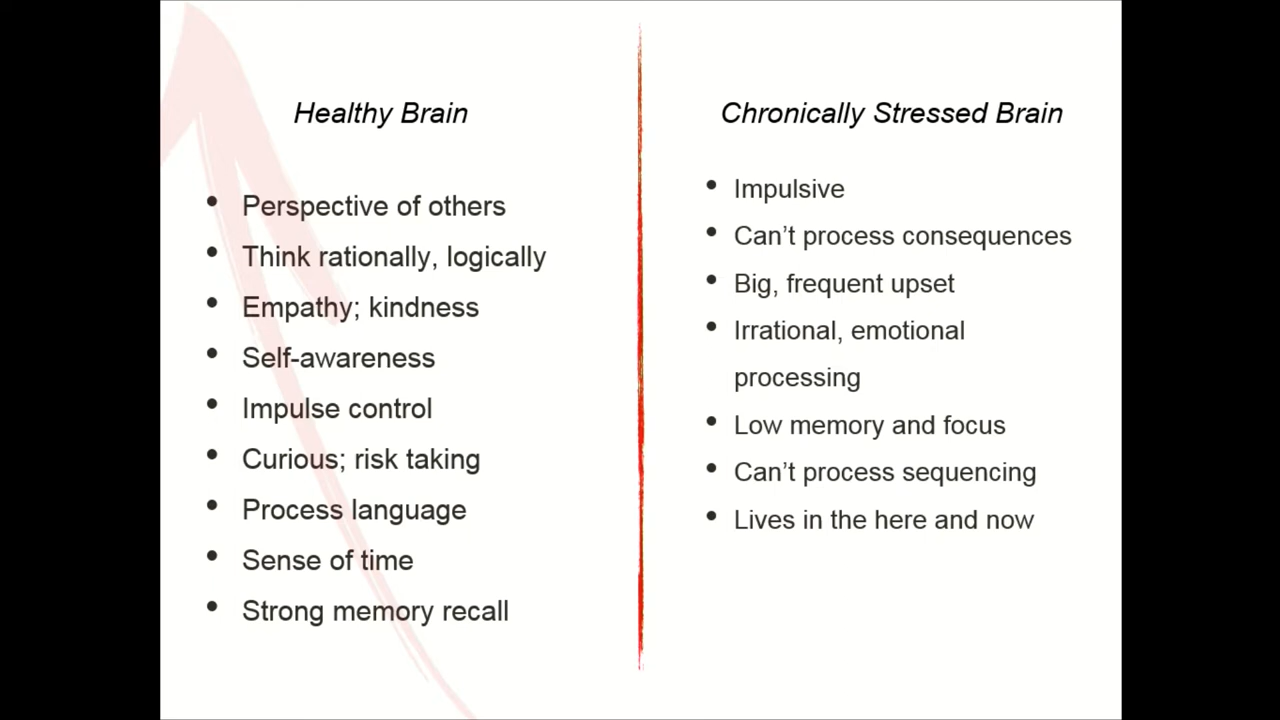 Healthy Brain
• Perspective of others
• Think rationally, logically
• Empathy; kindness
• Self-awareness
• Impulse control
• Curious; risk taking
• Process language
• Sense of time
• Strong memory recall
Chronically Stressed Brain
• Impulsive
• Can’t process consequences
• Big, frequent upset
• Irrational, emotional
processing
• Low memory and focus
• Can’t process sequencing
• Lives in the here and now